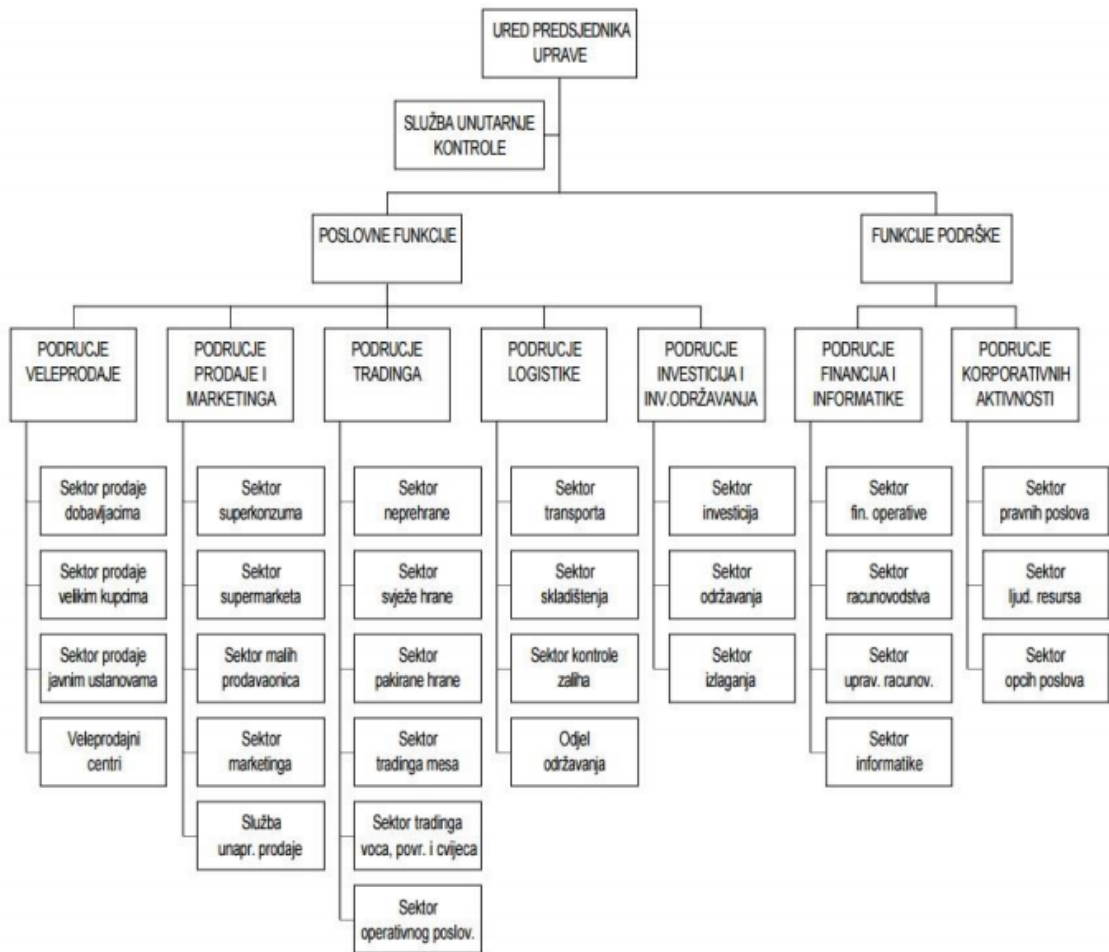 URED PREDSJEDNIKA
UPRAVE
SLUŽBA UNUTARNJE
KONTROLE
POSLOVNE FUNKCIJE
FUNKCIJE PODRŠKE
PODRUCJE
VELEPRODAJE
PODRUCJE
PRODAJE I
MARKETINGA
PODRUCJE
TRADINGA
PODRUCJE
LOGISTIKE
PODRUCJE
INVESTICIJA I
INV.ODRŽAVANJA
PODRUCJE
FINANCIJA I
INFORMATIKE
PODRUCJE
KORPORATIVNIH
AKTIVNOSTI
Sektor prodaje
dobavljacima
Sektor prodaje
velikim kupcima
Sektor prodaje
javnim ustanovama
Veleprodajni
centri
Sektor
superkonzuma
Sektor
supermarketa
Sektor malih
prodavaonica
Sektor
marketinga
Služba
unapr. prodaje
Sektor
neprehrane
Sektor
svježe hrane
Sektor
pakirane hrane
Sektor
tradinga mesa
Sektor tradinga
voca, povr. i cvijeca
Sektor
operativnog poslov.
Sektor
transporta
Sektor
skladištenja
Sektor kontrole
zaliha
Odjel
održavanja
Sektor
investicija
Sektor
održavanja
Sektor
izlaganja
Sektor
fin. operative
Sektor
racunovodstva
Sektor
uprav. racunov.
Sektor
informatike
Sektor
pravnih poslova
Sektor
ljud. resursa
Sektor
opcih poslova